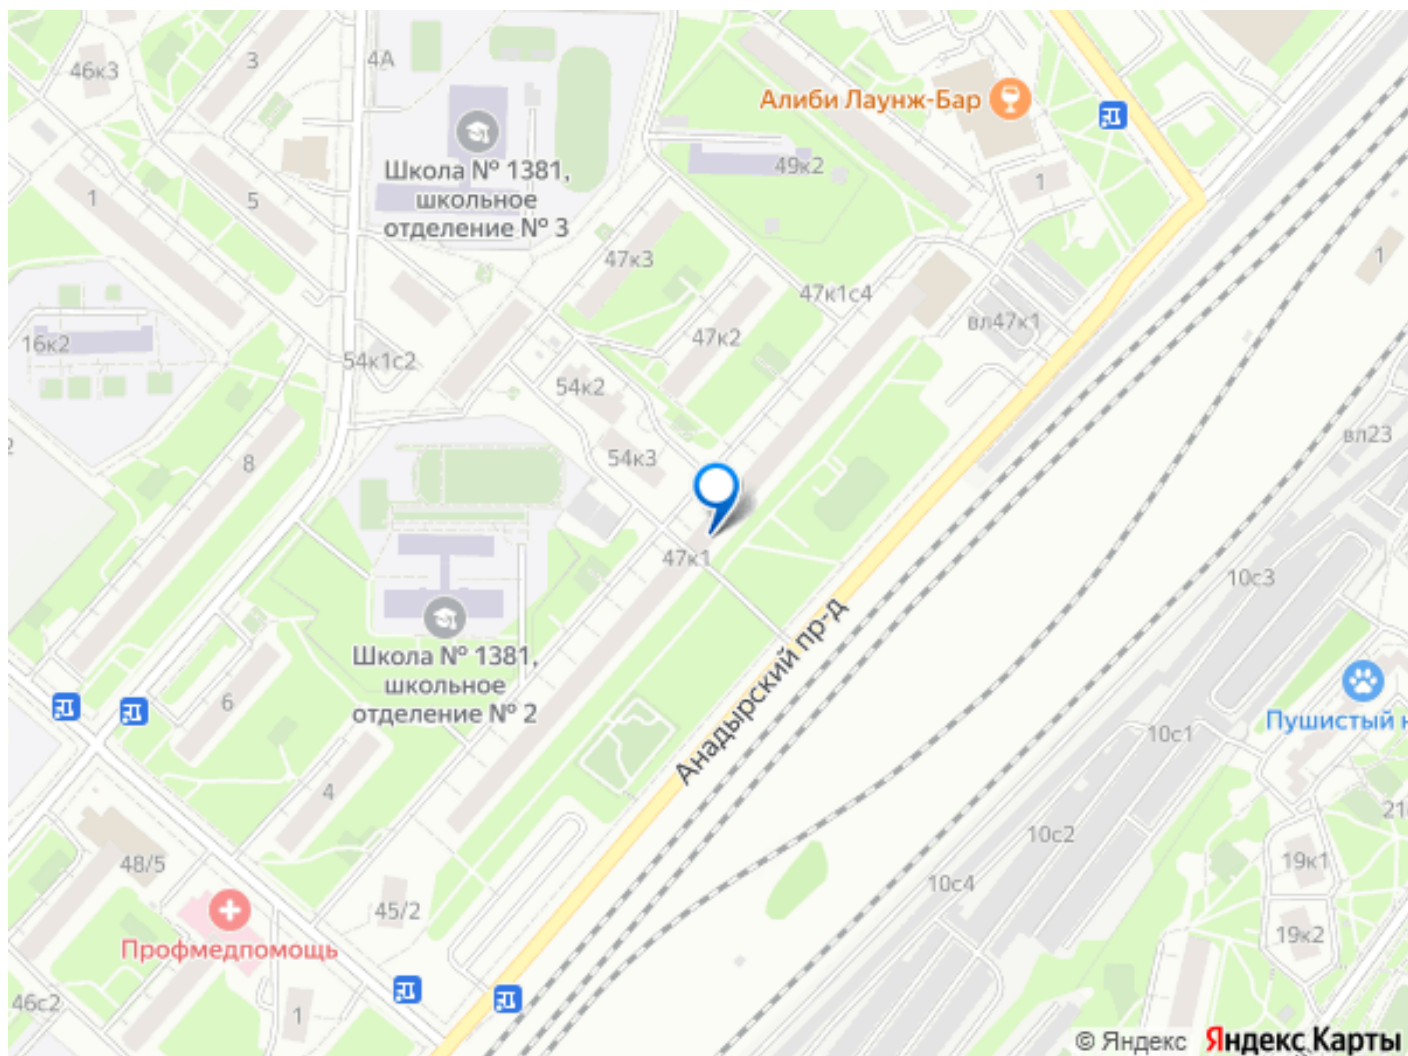 3
4А
46к3
Алиби Лаунж-Бар
Школа № 1381,
школьное
отделение № 3
49к2
1
1
5
47к3
1
47к1с4
вл47к1
16к2
47к2
54к1с2
54к2
вл23
8
54к3
47к1
10с3
Анадырский пр-д
Школа № 1381,
школьное
отделение № 2
6
Пушистый
10с1
4
10с2
48/5
19к1
10с4
45/2
Профмедпомощь
19к2
46с2
1
© Яндекс Яндекс Карты